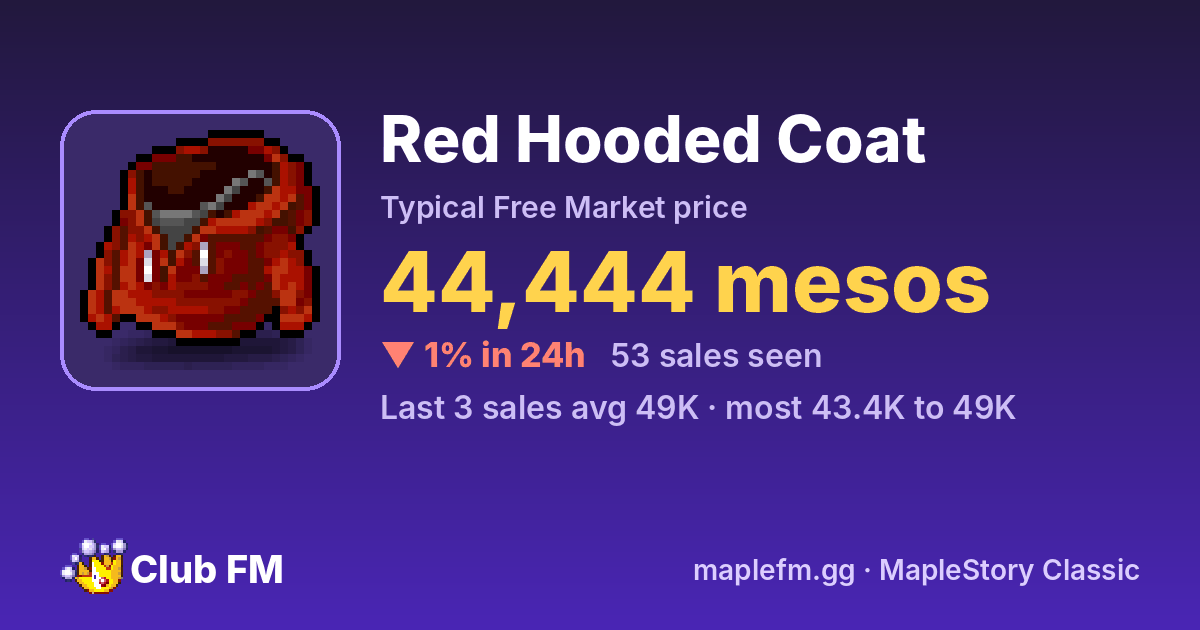 Red Hooded Coat
Typical Free Market price
44,444 mesos
▼ 1% in 24h 53 sales seen
Last 3 sales avg 49K · most 43.4K to 49K
Club FM
maplefm.gg · MapleStory Classic